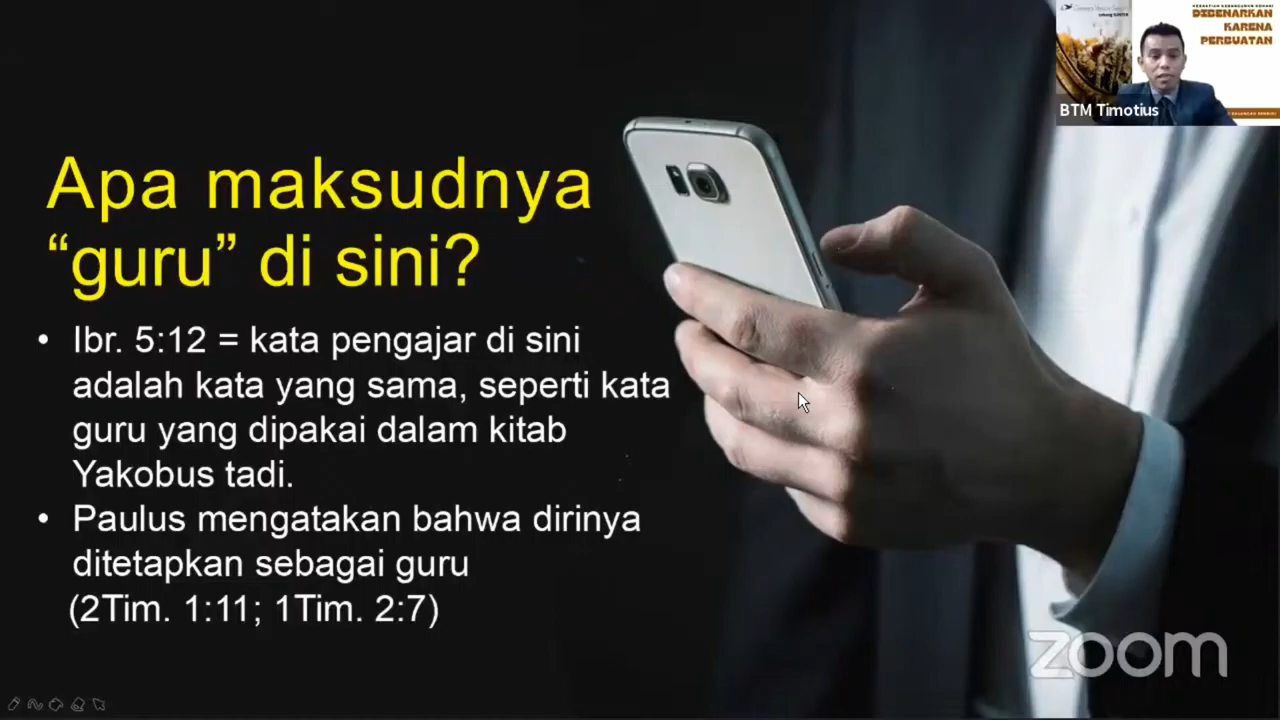 DIBENARKAN
KARENA
PERBUATAN
BTM Timotius
Apa maksudnya
“guru” di sini?
• Ibr. 5:12 = kata pengajar di sini
adalah kata yang sama, seperti kata
guru yang dipakai dalam kitab
Yakobus tadi.
• Paulus mengatakan bahwa dirinya
ditetapkan sebagai guru
(2Tim. 1:11; 1Tim. 2:7)
zoom